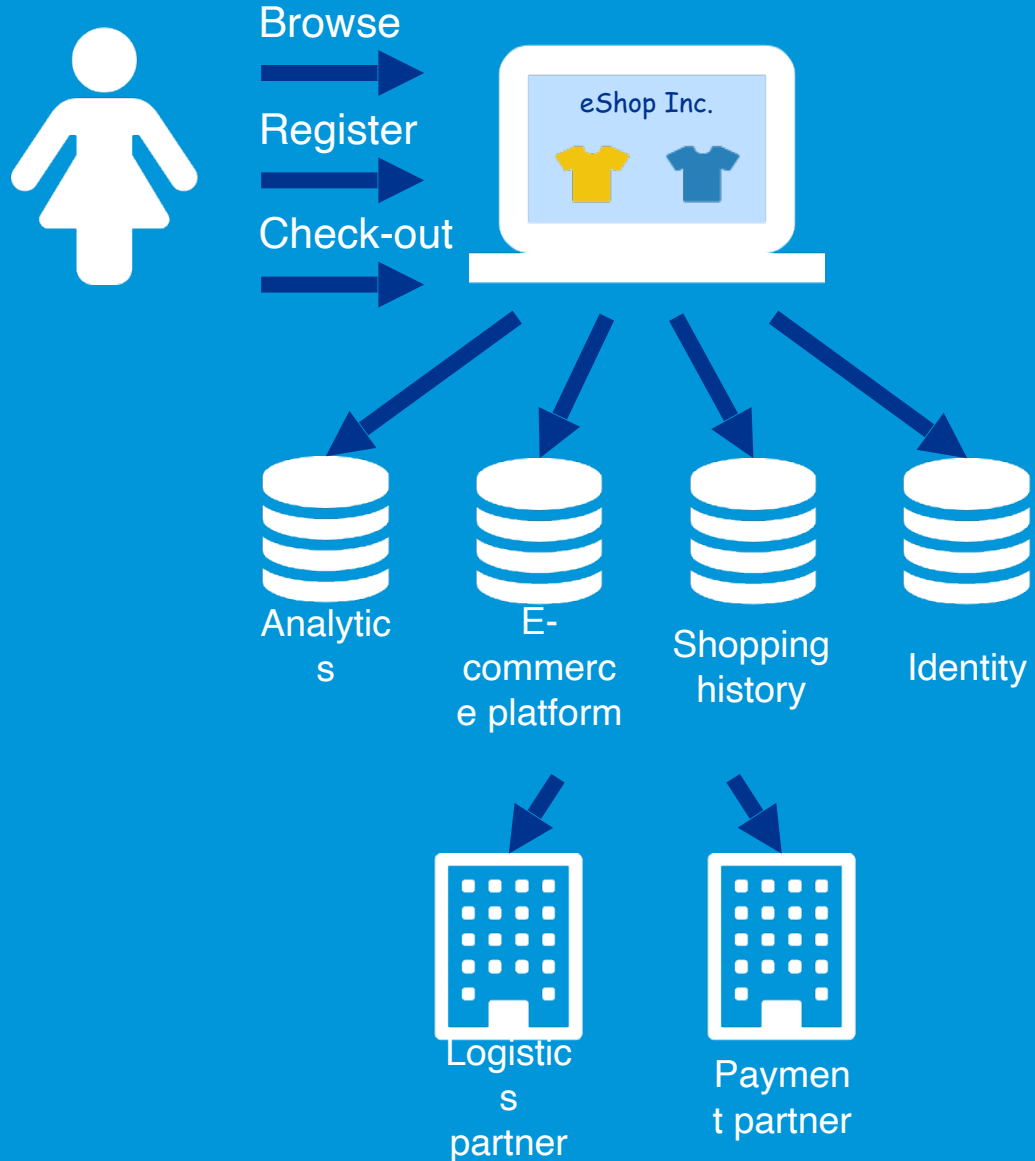 Browse
Register
Check-out
eShop Inc.
Analytic
s
E-
commerc
e platform
Shopping
history
Identity
Logistic
s
partner
Paymen
t partner